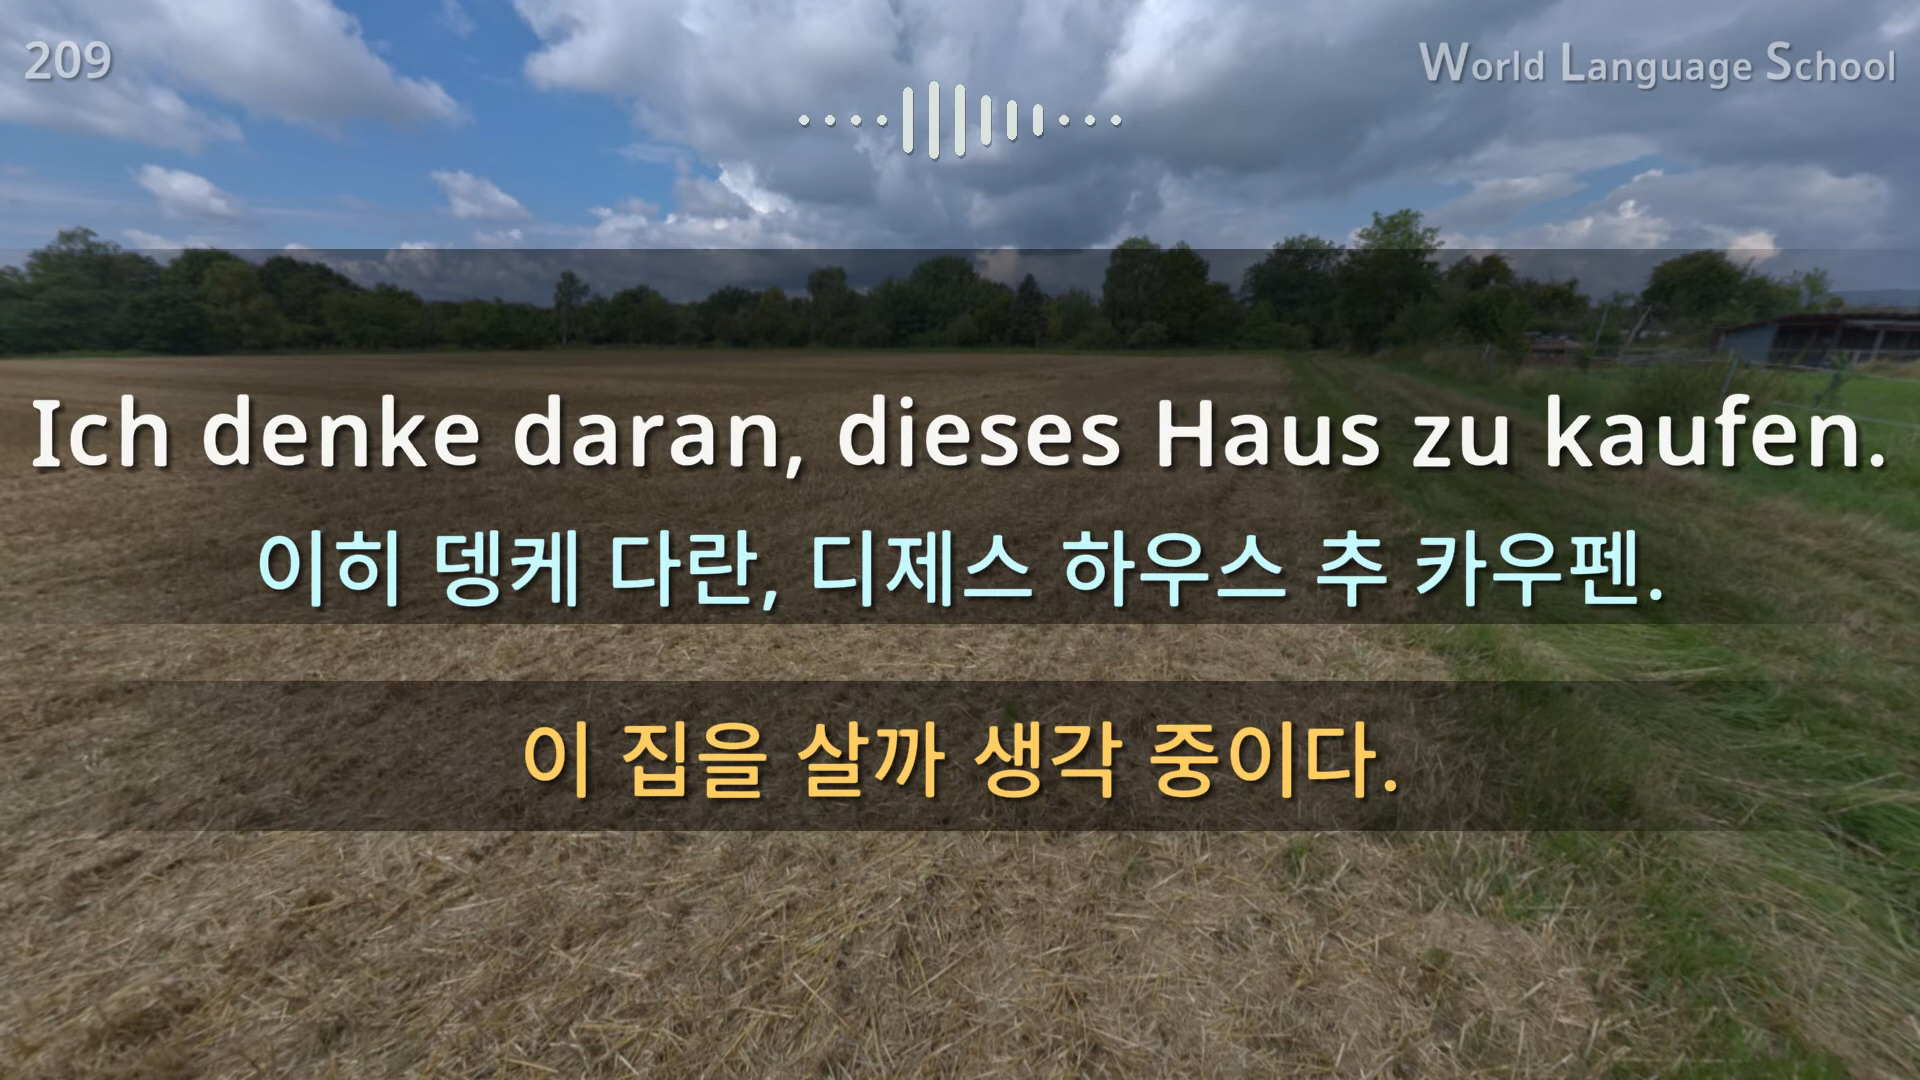 209
World Language School
Ich denke daran, dieses Haus zu kaufen.
이히 뎅케 다란, 디제스 하우스 추 카우펜.
이 집을 살까 생각 중이다.